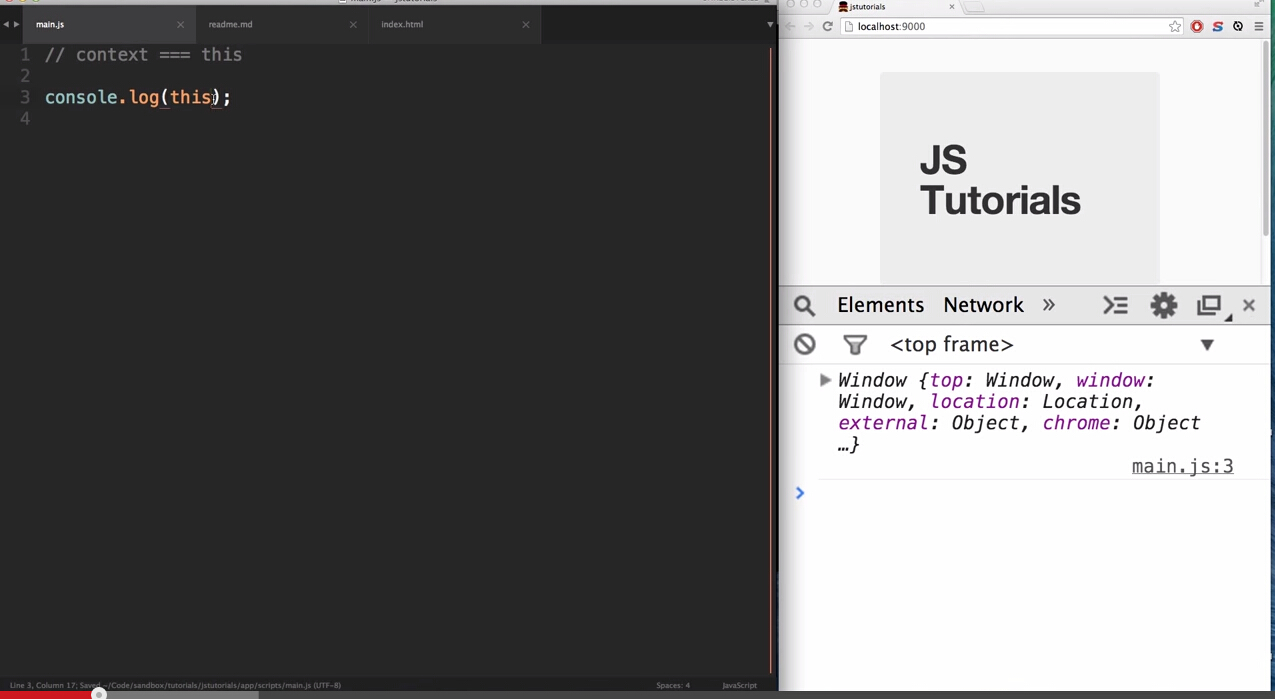 main.js
readme.md
index.html
1 // context === this
2
3 console.log(this);
4
Line 3, Column 17; Saved ~/Code/sandbox/tutorials/jstutorials/app/scripts/main.js (UTF-8)
Spaces: 4
JavaScript
jstutorials
localhost:9000
JS
Tutorials
Elements Network »
<top frame>
Window {top: Window, window:
Window, location: Location,
external: Object, chrome: Object
…}
main.js:3